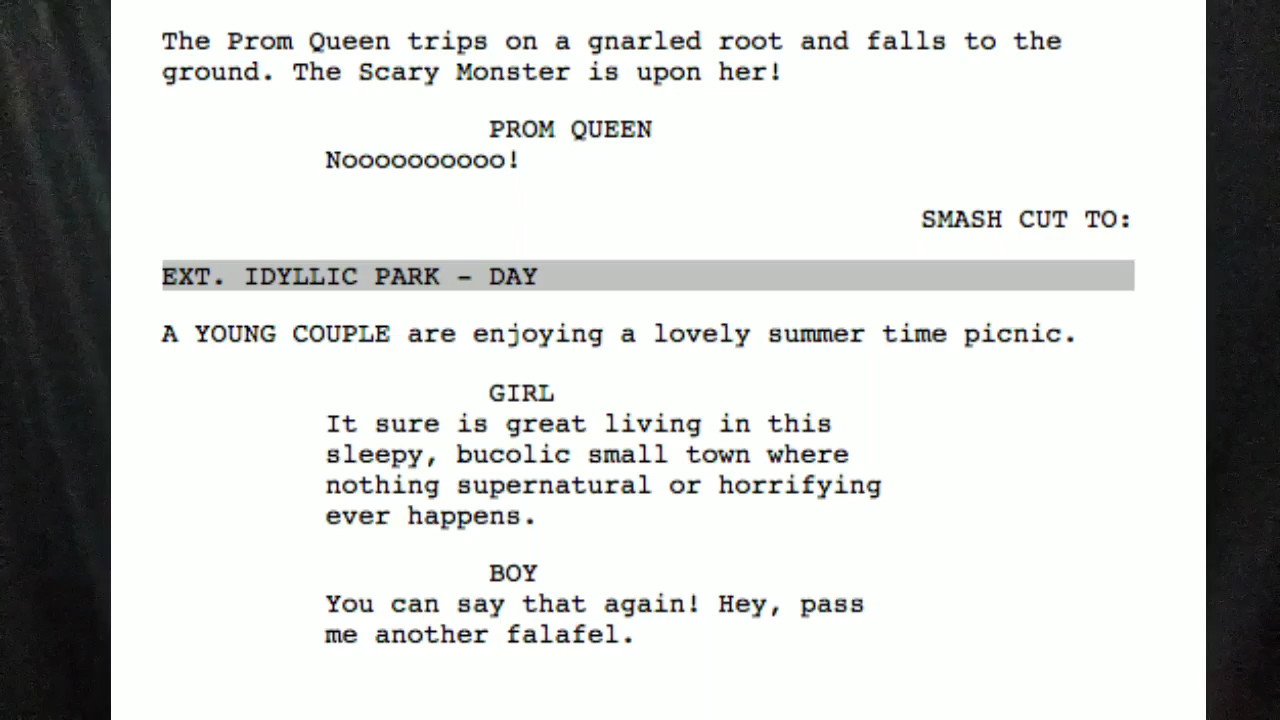 The Prom Queen trips on a gnarled root and falls to the
ground. The Scary Monster is upon her!
PROM QUEEN
Noooooooooo!
SMASH CUT TO:
EXT. IDYLLIC PARK – DAY
A YOUNG COUPLE are enjoying a lovely summer time picnic.
GIRL
It sure is great living in this
sleepy, bucolic small town where
nothing supernatural or horrifying
ever happens.
BOY
You can say that again! Hey, pass
me another falafel.